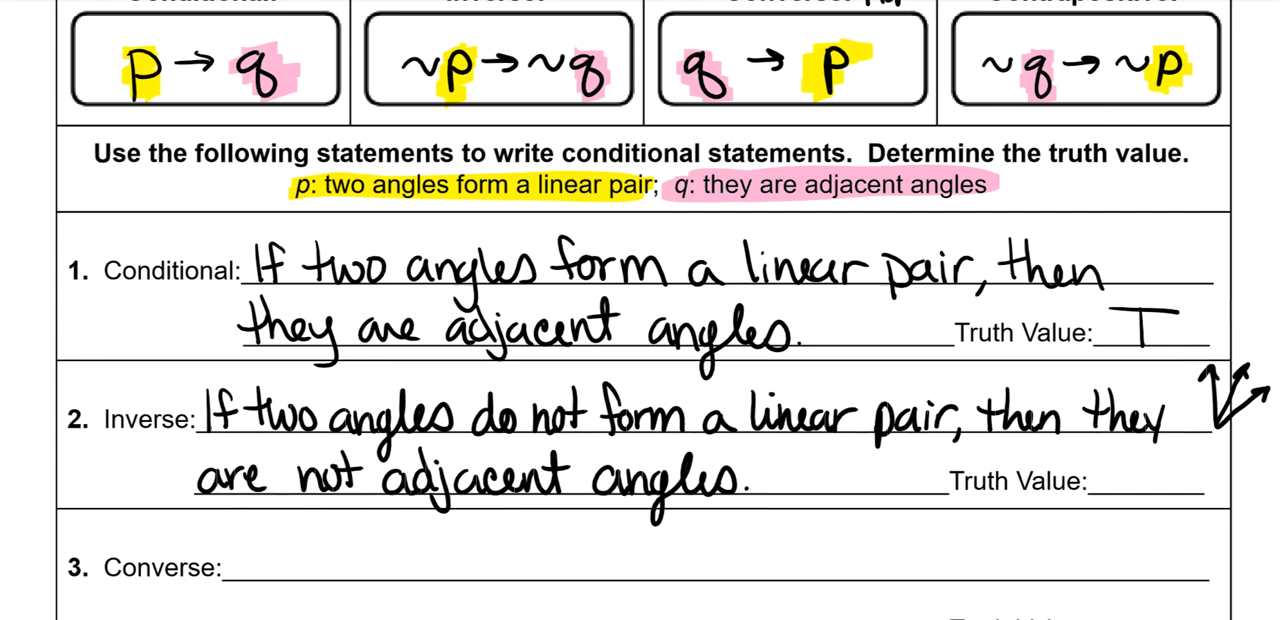 p → q
~p → ~q
q → p
~q → ~p
Use the following statements to write conditional statements. Determine the truth value.
p: two angles form a linear pair; q: they are adjacent angles
1. Conditional: If two angles form a linear pair, then
they are adjacent angles. Truth Value: T
2. Inverse: If two angles do not form a linear pair, then they
are not adjacent angles. Truth Value:
3. Converse: